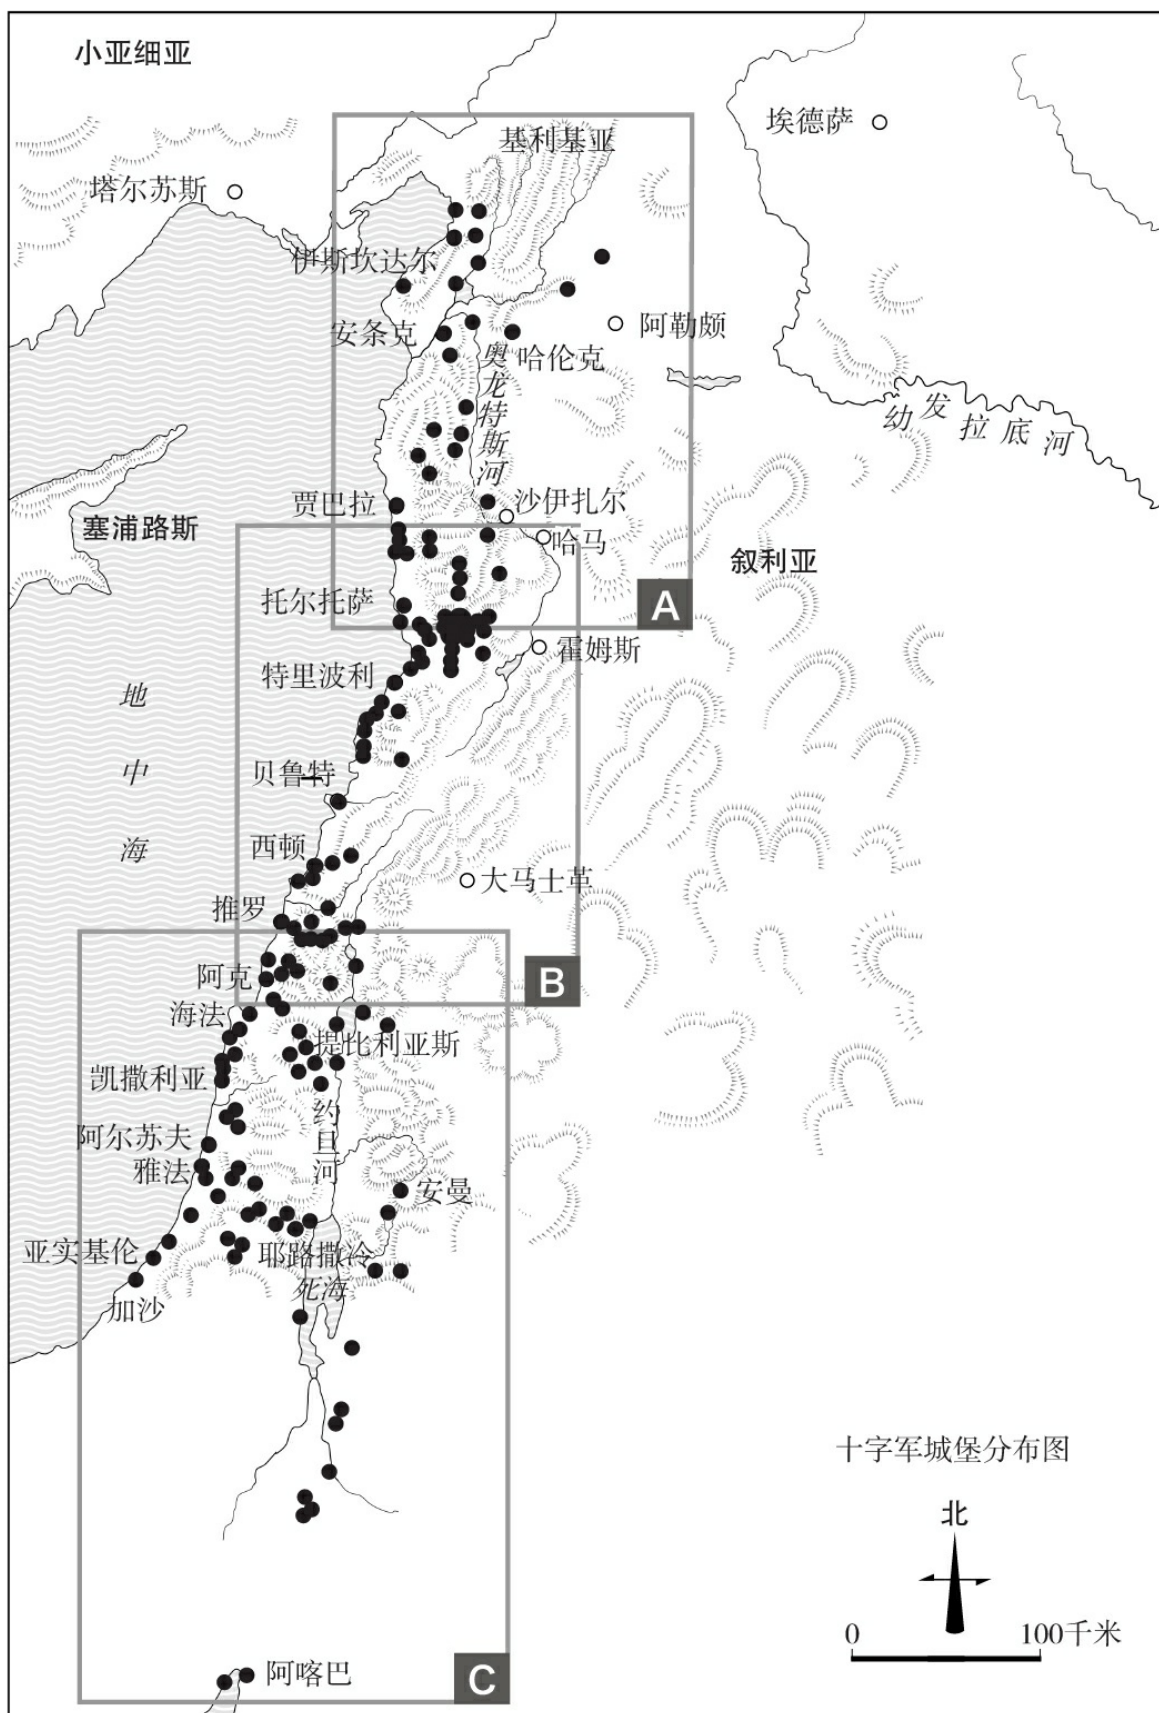 小亚细亚
埃德萨
基利基亚
塔尔苏斯
伊斯坎达尔
阿勒颇
安条克
哈伦克
奥龙特斯河
幼发拉底河
贾巴拉
沙伊扎尔
塞浦路斯
哈马
叙利亚
托尔托萨
A
霍姆斯
特里波利
地中海
贝鲁特
西顿
大马士革
推罗
阿克
B
海法
提比利亚斯
凯撒利亚
约旦河
阿尔苏夫
雅法
安曼
亚实基伦
耶路撒冷
死海
加沙
十字军城堡分布图
北
0 100千米
阿喀巴
C